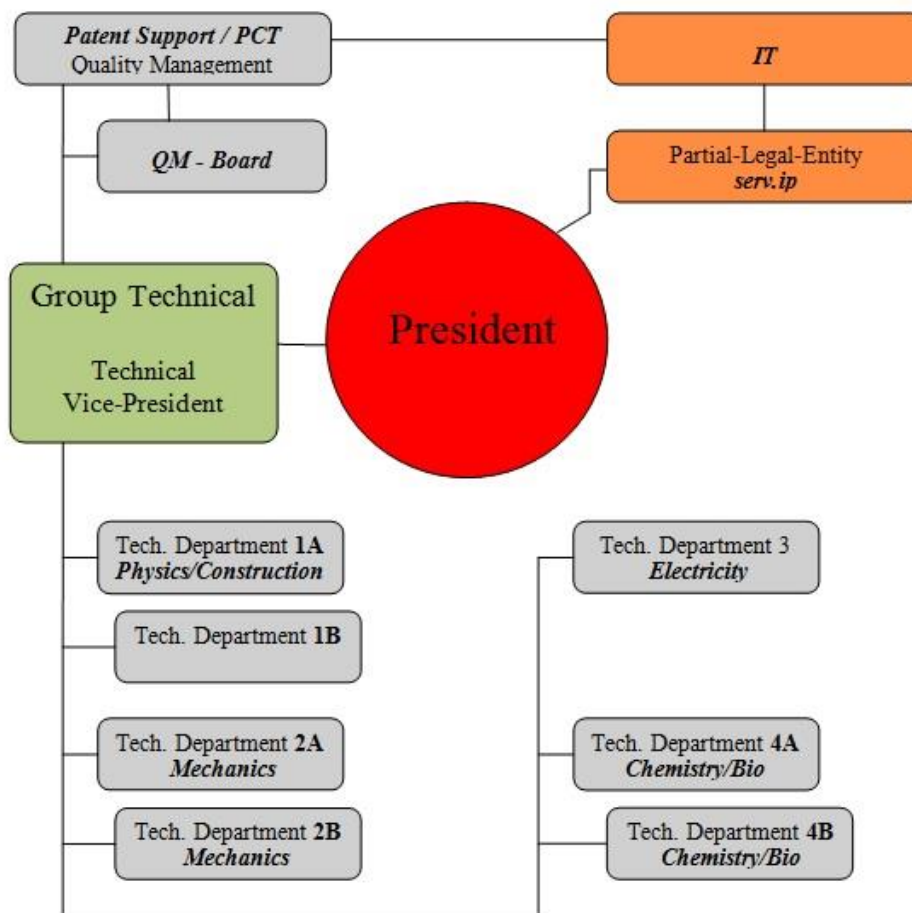 Patent Support / PCT
Quality Management
IT
QM - Board
Partial-Legal-Entity
serv.ip
Group Technical
Technical
Vice-President
President
Tech. Department 1A
Physics/Construction
Tech. Department 1B
Tech. Department 2A
Mechanics
Tech. Department 2B
Mechanics
Tech. Department 3
Electricity
Tech. Department 4A
Chemistry/Bio
Tech. Department 4B
Chemistry/Bio